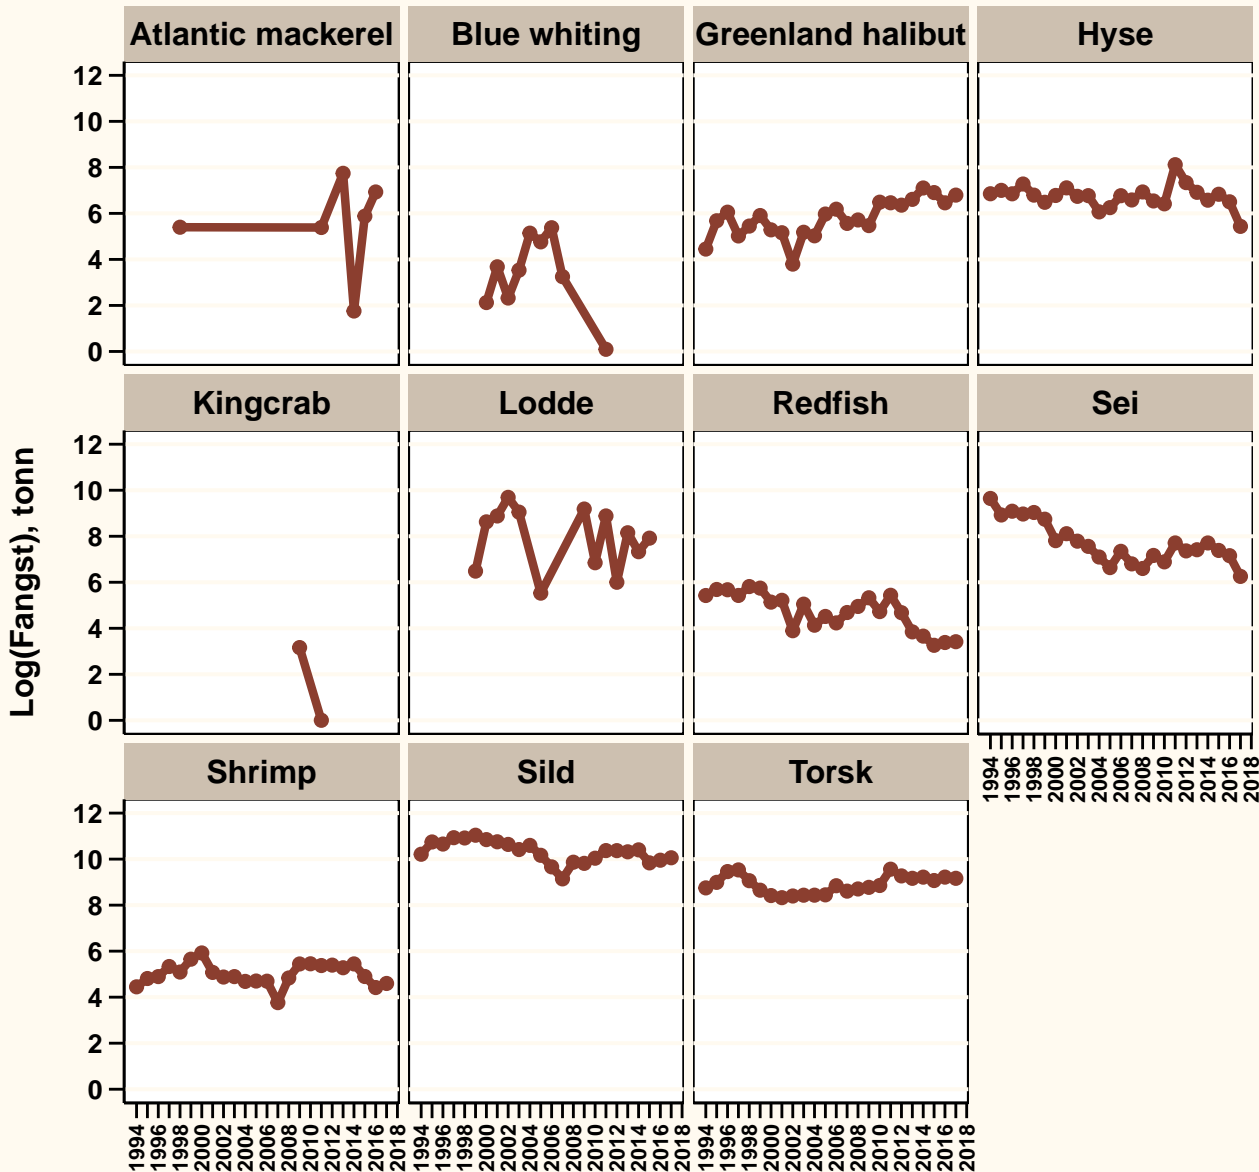 Atlantic mackerel Blue whiting Greenland halibut Hyse
12
10
8
6
4
2
0
Kingcrab Lodde Redfish Sei
Log(Fangst), tonn
12
10
8
6
4
2
0
1994 1996 1998 2000 2002 2004 2006 2008 2010 2012 2014 2016 2018
Shrimp Sild Torsk
12
10
8
6
4
2
0
1994 1996 1998 2000 2002 2004 2006 2008 2010 2012 2014 2016 2018
1994 1996 1998 2000 2002 2004 2006 2008 2010 2012 2014 2016 2018
1994 1996 1998 2000 2002 2004 2006 2008 2010 2012 2014 2016 2018